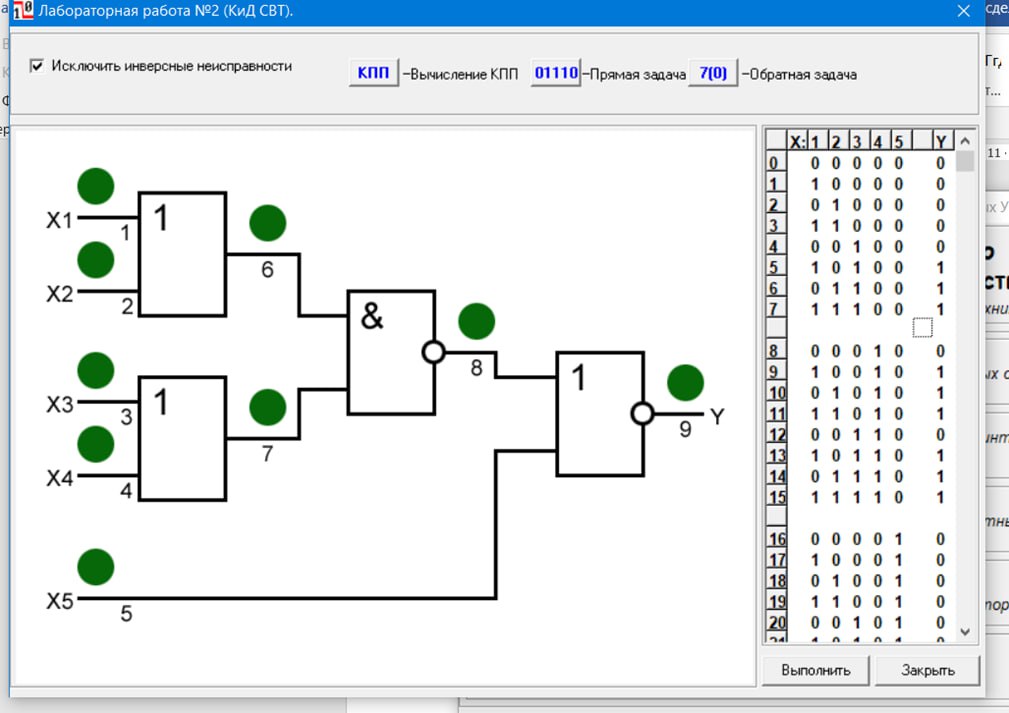 Лабораторная работа №2 (КиД СВТ).
Исключить инверсные неисправности
КПП –Вычисление КПП 01110 –Прямая задача 7(0) –Обратная задача
X1
1
1
6
X2
2
&
8
X3
3
1
7
1
9
Y
X4
4
X5
5
X: 1 2 3 4 5 Y
0 0 0 0 0 0 0
1 1 0 0 0 0 0
2 0 1 0 0 0 0
3 1 1 0 0 0 0
4 0 0 1 0 0 0
5 1 0 1 0 0 1
6 0 1 1 0 0 1
7 1 1 1 0 0 1
8 0 0 0 1 0 0
9 1 0 0 1 0 1
10 0 1 0 1 0 1
11 1 1 0 1 0 1
12 0 0 1 1 0 0
13 1 0 1 1 0 1
14 0 1 1 1 0 1
15 1 1 1 1 0 1
16 0 0 0 0 1 0
17 1 0 0 0 1 0
18 0 1 0 0 1 0
19 1 1 0 0 1 0
20 0 0 1 0 1 0
Выполнить
Закрыть
11